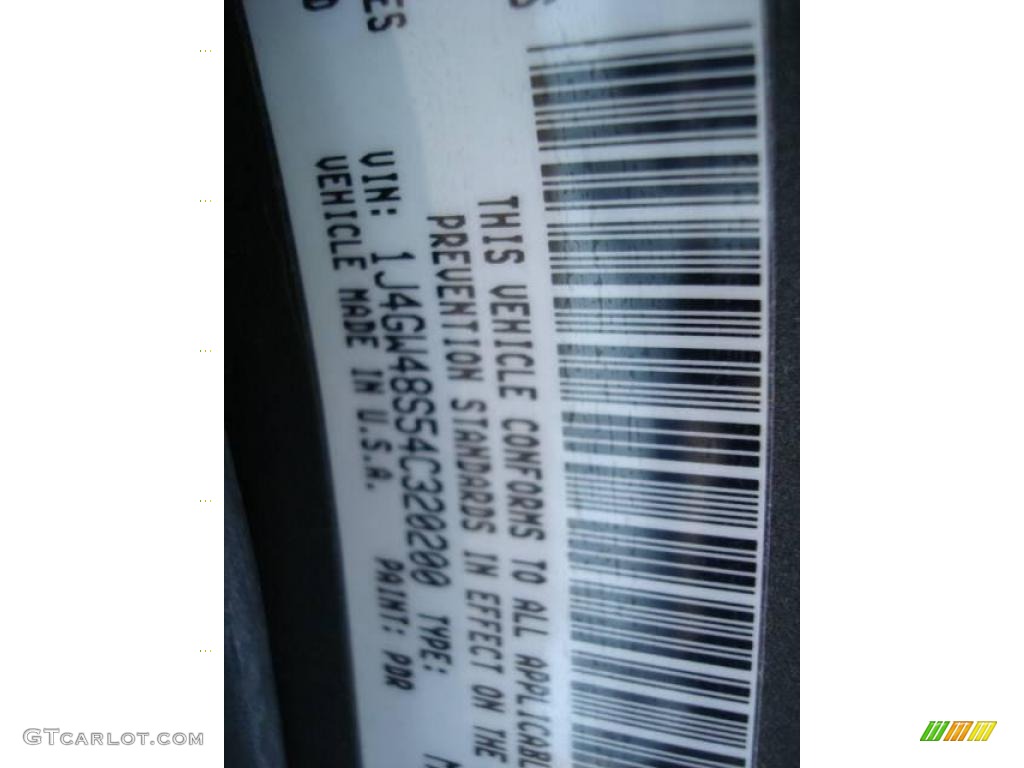 THIS VEHICLE CONFORMS TO ALL APPLICABL
PREVENTION STANDARDS IN EFFECT ON THE
VIN: 1J4GW48S54C320200 TYPE:
VEHICLE MADE IN U.S.A. PAINT: PDR
GTCARLOT.COM